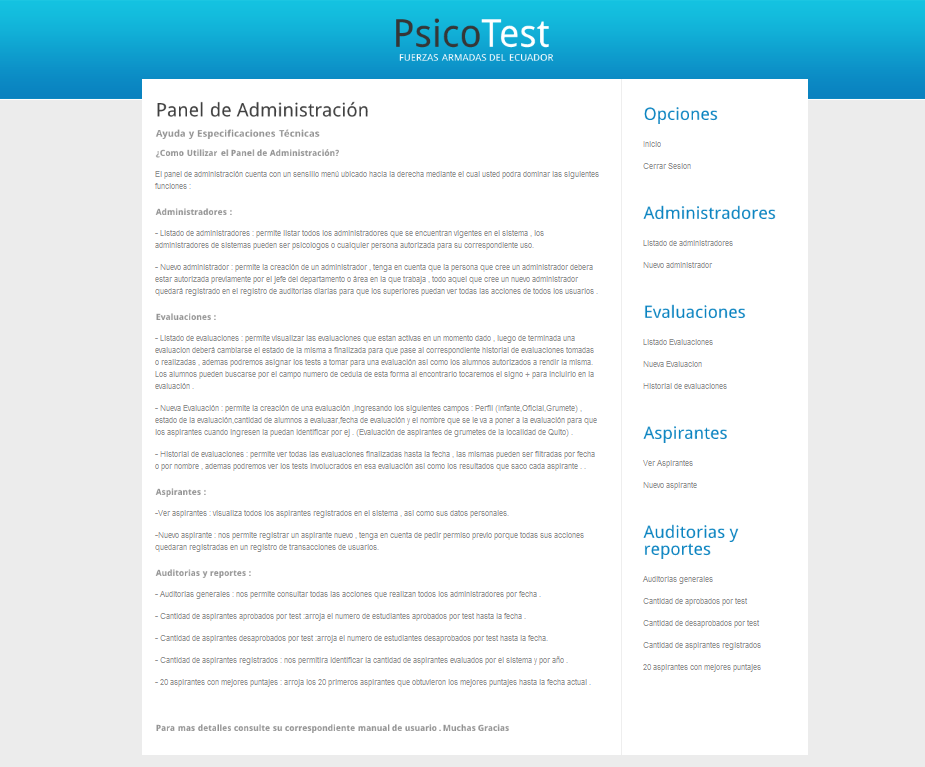 PsicoTest
FUERZAS ARMADAS DEL ECUADOR
Panel de Administración
Ayuda y Especificaciones Técnicas
¿Como Utilizar el Panel de Administración?
El panel de administración cuenta con un sensillo menú ubicado hacia la derecha mediante el cual usted podra dominar las siguientes
funciones :
Administradores :
- Listado de administradores : permite listar todos los administradores que se encuentran vigentes en el sistema , los
administradores de sistemas pueden ser psicologos o cualquier persona autorizada para su correspondiente uso.
- Nuevo administrador : permite la creación de un administrador , tenga en cuenta que la persona que cree un administrador debera
estar autorizada previamente por el jefe del departamento o área en la que trabaja , todo aquel que cree un nuevo administrador
quedará registrado en el registro de auditorias diarias para que los superiores puedan ver todas las acciones de todos los usuarios .
Evaluaciones :
- Listado de evaluaciones : permite visualizar las evaluaciones que estan activas en un momento dado , luego de terminada una
evaluacion deberá cambiarse el estado de la misma a finalizada para que pase al correspondiente historial de evaluaciones tomadas
o realizadas , ademas podremos asignar los tests a tomar para una evaluación asi como los alumnos autorizados a rendir la misma.
Los alumnos pueden buscarse por el campo numero de cedula de esta forma al encontrarlo tocaremos el signo + para incluirlo en la
evaluación .
- Nueva Evaluación : permite la creación de una evaluación ,ingresando los siguientes campos : Perfil (Infante,Oficial,Grumete) ,
estado de la evaluación,cantidad de alumnos a evaluaar,fecha de evaluación y el nombre que se le va a poner a la evaluación para que
los aspirantes cuando ingresen la puedan identificar por ej . (Evaluación de aspirantes de grumetes de la localidad de Quito) .
- Historial de evaluaciones : permite ver todas las evaluaciones finalizadas hasta la fecha , las mismas pueden ser filtradas por fecha
o por nombre , ademas podremos ver los tests involucrados en esa evaluación asi como los resultados que saco cada aspirante . .
Aspirantes :
-Ver aspirantes : visualiza todos los aspirantes registrados en el sistema , asi como sus datos personales.
-Nuevo aspirante : nos permite registrar un aspirante nuevo , tenga en cuenta de pedir permiso previo porque todas sus acciones
quedaran registradas en un registro de transacciones de usuarios.
Auditorias y reportes :
- Auditorias generales : nos permite consultar todas las acciones que realizan todos los administradores por fecha .
- Cantidad de aspirantes aprobados por test :arroja el numero de estudiantes aprobados por test hasta la fecha .
- Cantidad de aspirantes desaprobados por test :arroja el numero de estudiantes desaprobados por test hasta la fecha.
- Cantidad de aspirantes registrados : nos permitira identificar la cantidad de aspirantes evaluados por el sistema y por año .
- 20 aspirantes con mejores puntajes : arroja los 20 primeros aspirantes que obtuvieron los mejores puntajes hasta la fecha actual .
Para mas detalles consulte su correspondiente manual de usuario . Muchas Gracias
Opciones
Inicio
Cerrar Sesion
Administradores
Listado de administradores
Nuevo administrador
Evaluaciones
Listado Evaluaciones
Nueva Evaluacion
Historial de evaluaciones
Aspirantes
Ver Aspirantes
Nuevo aspirante
Auditorias y
reportes
Auditorias generales
Cantidad de aprobados por test
Cantidad de desaprobados por test
Cantidad de aspirantes registrados
20 aspirantes con mejores puntajes